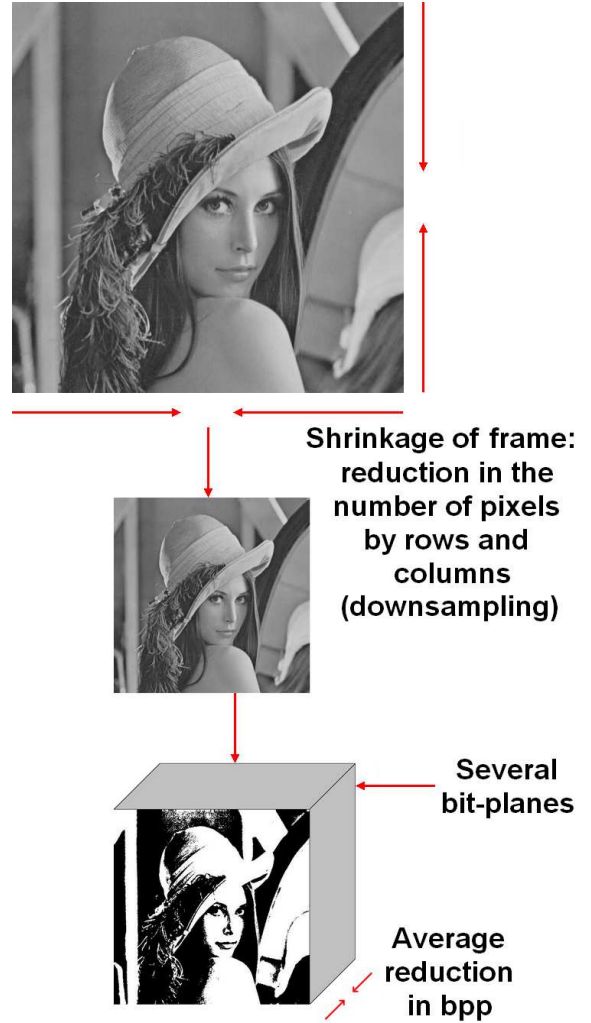 Shrinkage of frame:
reduction in the
number of pixels
by rows and
columns
(downsampling)
Several
bit-planes
Average
reduction
in bpp